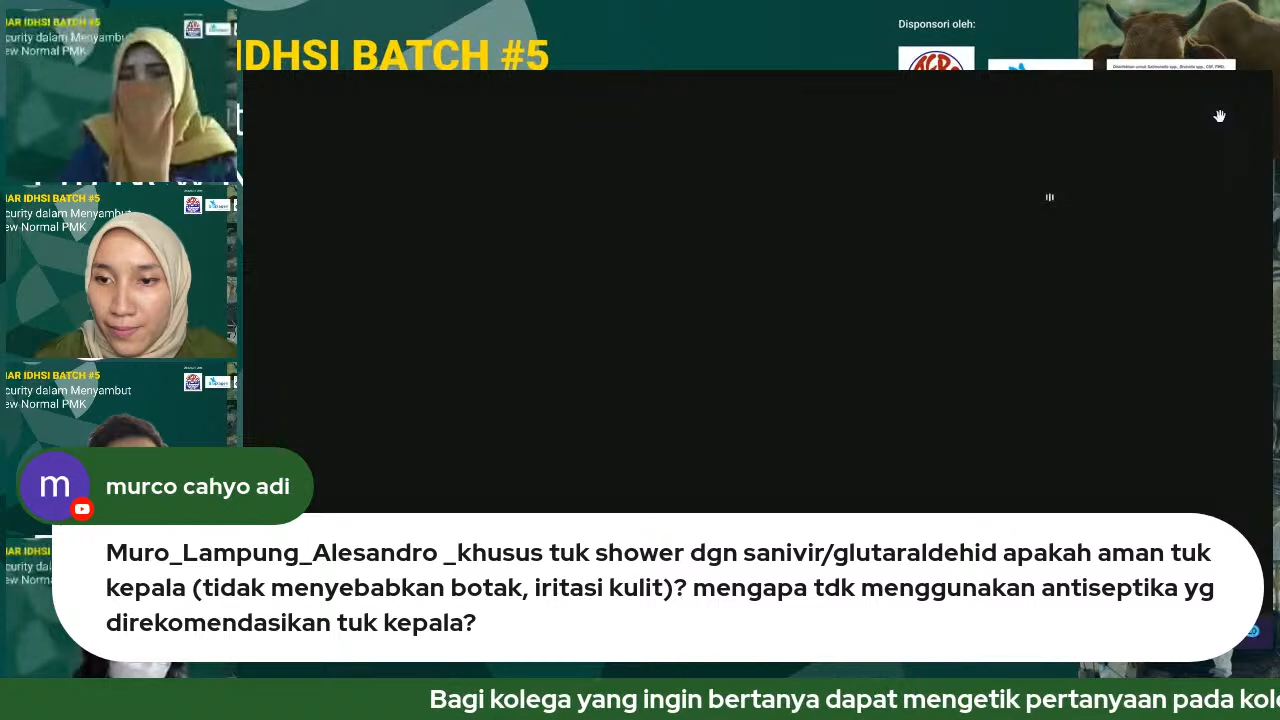 IDHSI BATCH #5
Disponsori oleh:
NAR IDHSI BATCH #5
curity dalam Menyambut
ew Normal PMK
NAR IDHSI BATCH #5
curity dalam Menyambut
ew Normal PMK
NAR IDHSI BATCH #5
curity dalam Menyambut
ew Normal PMK
m
murco cahyo adi
Muro_Lampung_Alesandro _khusus tuk shower dgn sanivir/glutaraldehid apakah aman tuk
kepala (tidak menyebabkan botak, iritasi kulit)? mengapa tdk menggunakan antiseptika yg
direkomendasikan tuk kepala?
Bagi kolega yang ingin bertanya dapat mengetik pertanyaan pada kol